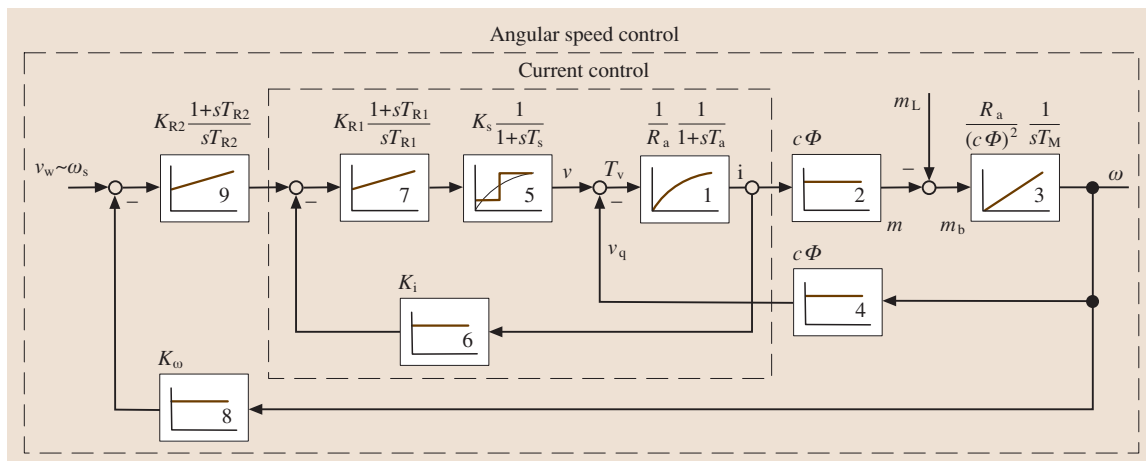 Angular speed control
Current control
K_R2 (1+sT_R2)/(sT_R2)
K_R1 (1+sT_R1)/(sT_R1)
K_s 1/(1+sT_s)
1/R_a 1/(1+sT_a)
cΦ
m_L
R_a/(cΦ)² 1/(sT_M)
v_w~ω_s
−
9
−
7
5
v
T_v
−
1
i
2
m
−
m_b
3
ω
v_q
cΦ
4
K_i
6
K_ω
8